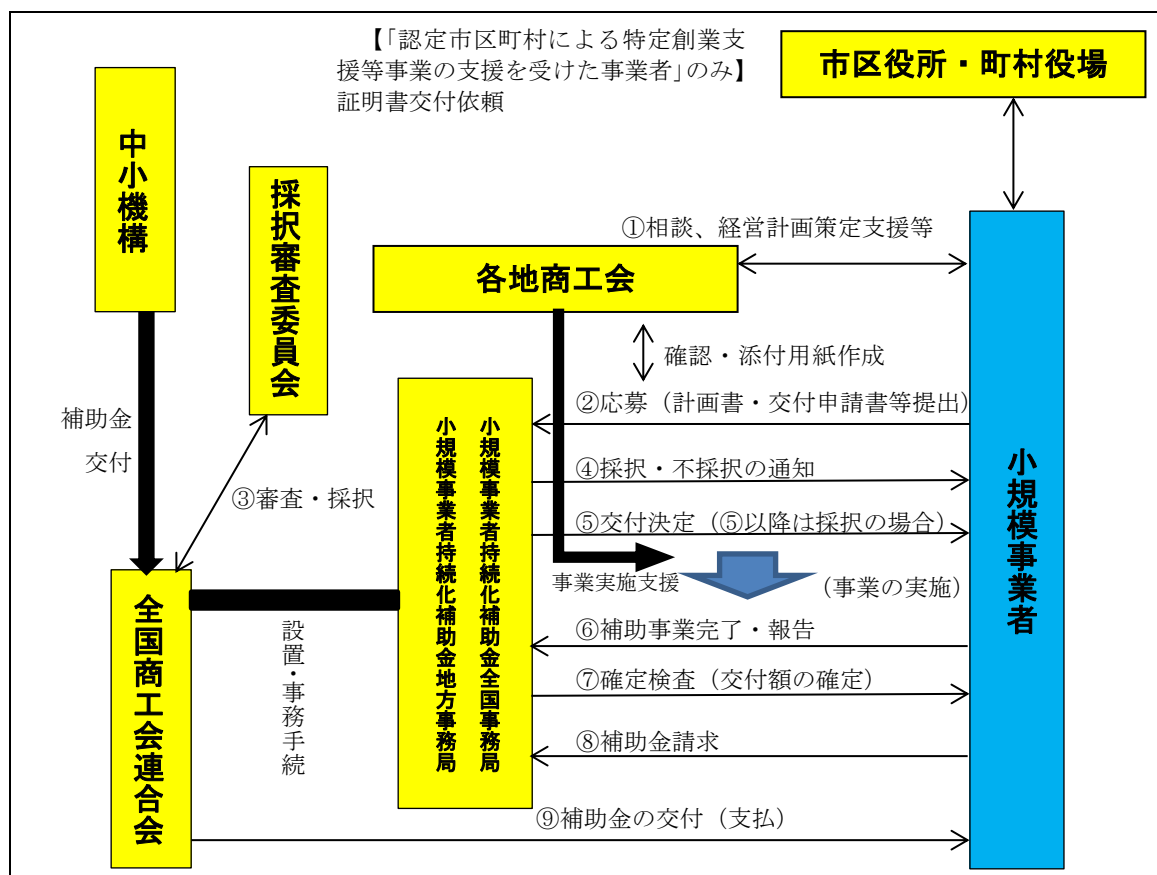 【「認定市区町村による特定創業支
援等事業の支援を受けた事業者」のみ】
証明書交付依頼
市区役所・町村役場
中小機構
採択審査委員会
①相談、経営計画策定支援等
各地商工会
確認・添付用紙作成
補助金
交付
②応募（計画書・交付申請書等提出）
③審査・採択
④採択・不採択の通知
⑤交付決定（⑤以降は採択の場合）
事業実施支援
（事業の実施）
小規模事業者
小規模事業者持続化補助金全国事務局
小規模事業者持続化補助金地方事務局
全国商工会連合会
設置・事務手続
⑥補助事業完了・報告
⑦確定検査（交付額の確定）
⑧補助金請求
⑨補助金の交付（支払）